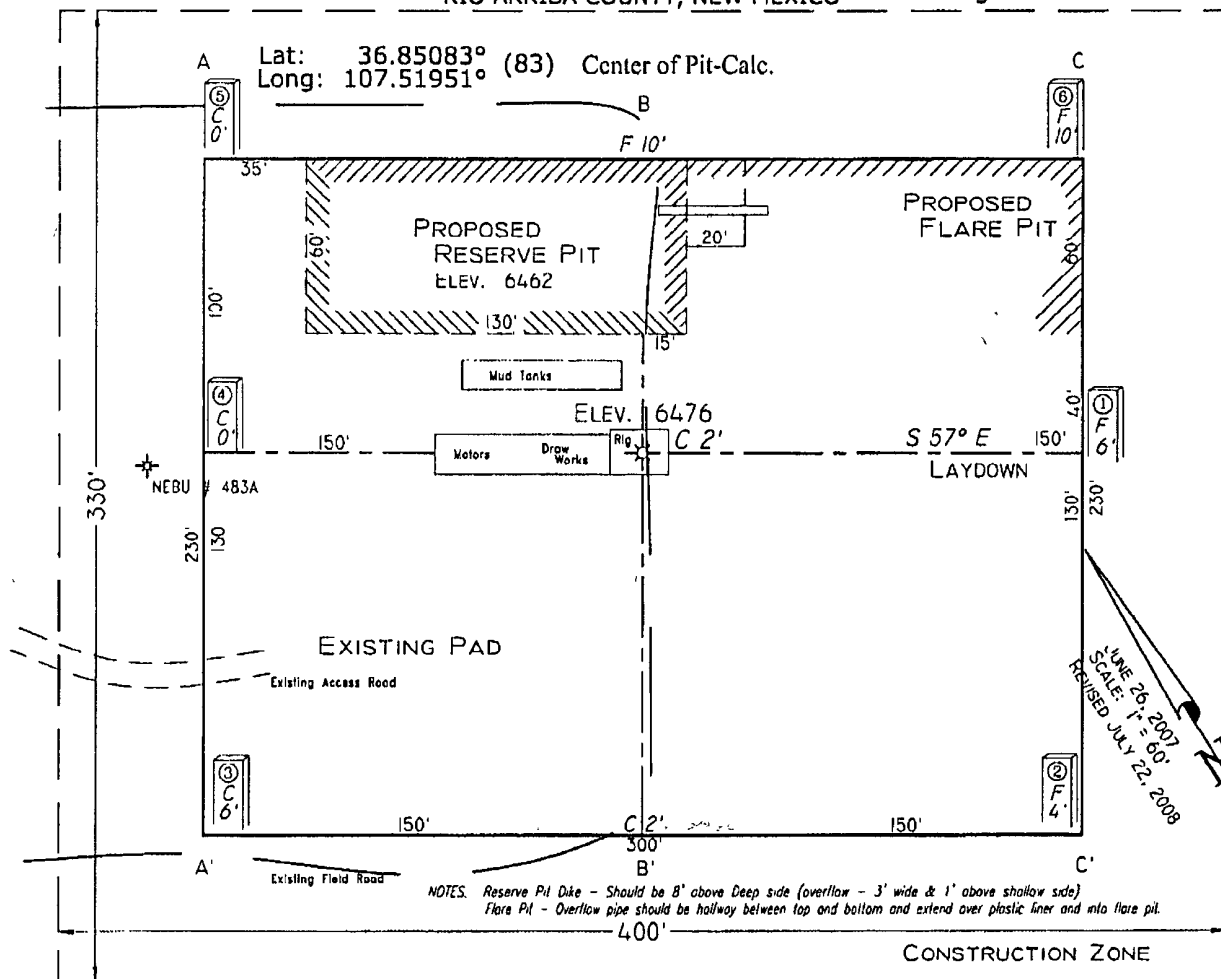 RIO ARRIBA COUNTY, NEW MEXICO
A
Lat: 36.85083° (83) Center of Pit-Calc.
Long: 107.51951°
C
B
⑤
C
0'
⑥
F
10'
F 10'
35'
PROPOSED
RESERVE PIT
ELEV. 6462
60'
130'
15'
20'
PROPOSED
FLARE PIT
60'
100'
Mud Tanks
④
C
0'
ELEV. 6476
40'
①
F
6'
150'
Motors
Draw
Works
Rig
C 2'
S 57° E
150'
LAYDOWN
NEBU # 483A
330'
230'
130
130'
230'
EXISTING PAD
Existing Access Road
JUNE 26, 2007
SCALE: 1" = 60'
REVISED JULY 22, 2008
③
C
6'
②
F
4'
150'
C 2'
150'
300'
A'
B'
C'
Existing Field Road
NOTES. Reserve Pit Dike – Should be 8' above Deep side (overflow – 3' wide & 1' above shallow side)
Flare Pit – Overflow pipe should be halfway between top and bottom and extend over plastic liner and into flare pit.
400'
CONSTRUCTION ZONE